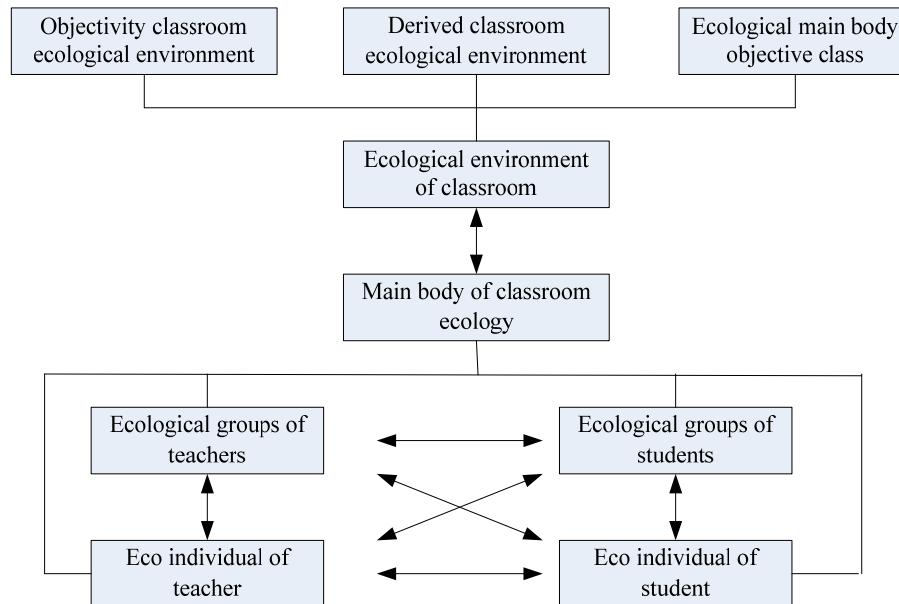 Objectivity classroom
ecological environment
Derived classroom
ecological environment
Ecological main body
objective class
Ecological environment
of classroom
Main body of classroom
ecology
Ecological groups of
teachers
Ecological groups of
students
Eco individual of
teacher
Eco individual of
student